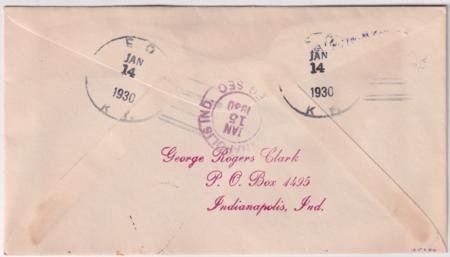 JAN
14
1930
JAN
14
1930
JAN
15
1930
George Rogers Clark
P. O. Box 1495
Indianapolis, Ind.